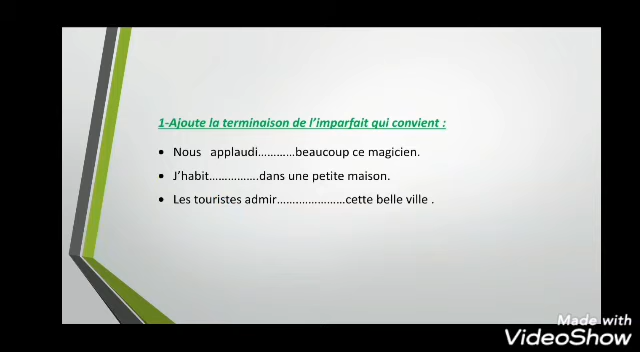 1-Ajoute la terminaison de l'imparfait qui convient :
• Nous applaudi…………beaucoup ce magicien.
• J'habit…………….dans une petite maison.
• Les touristes admir…………………cette belle ville .
Made with
VideoShow